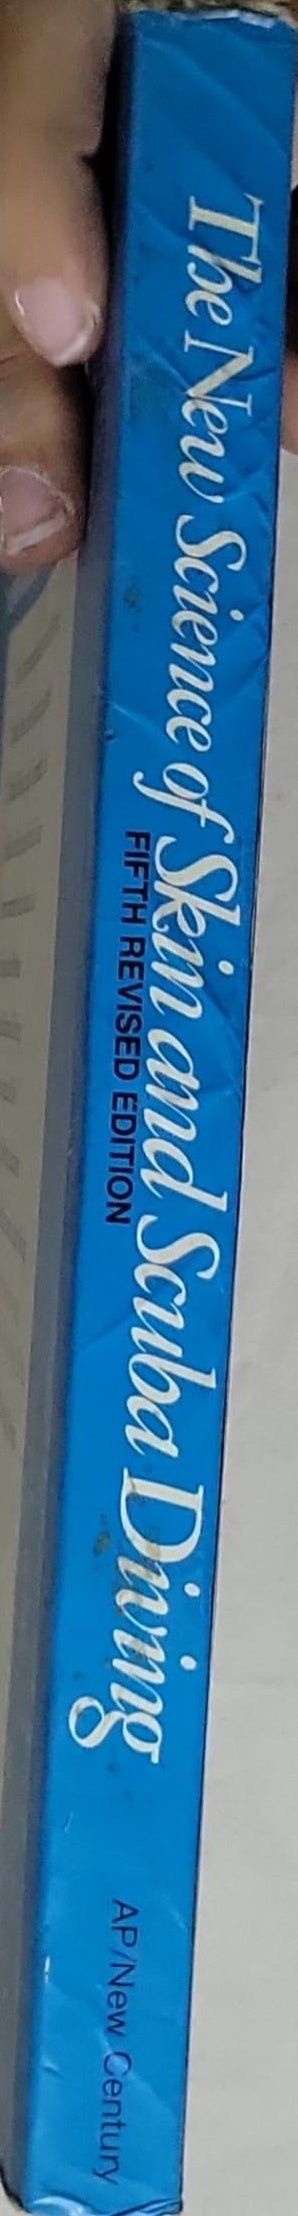 The New Science of Skin and Scuba Diving
FIFTH REVISED EDITION
AP/New Century